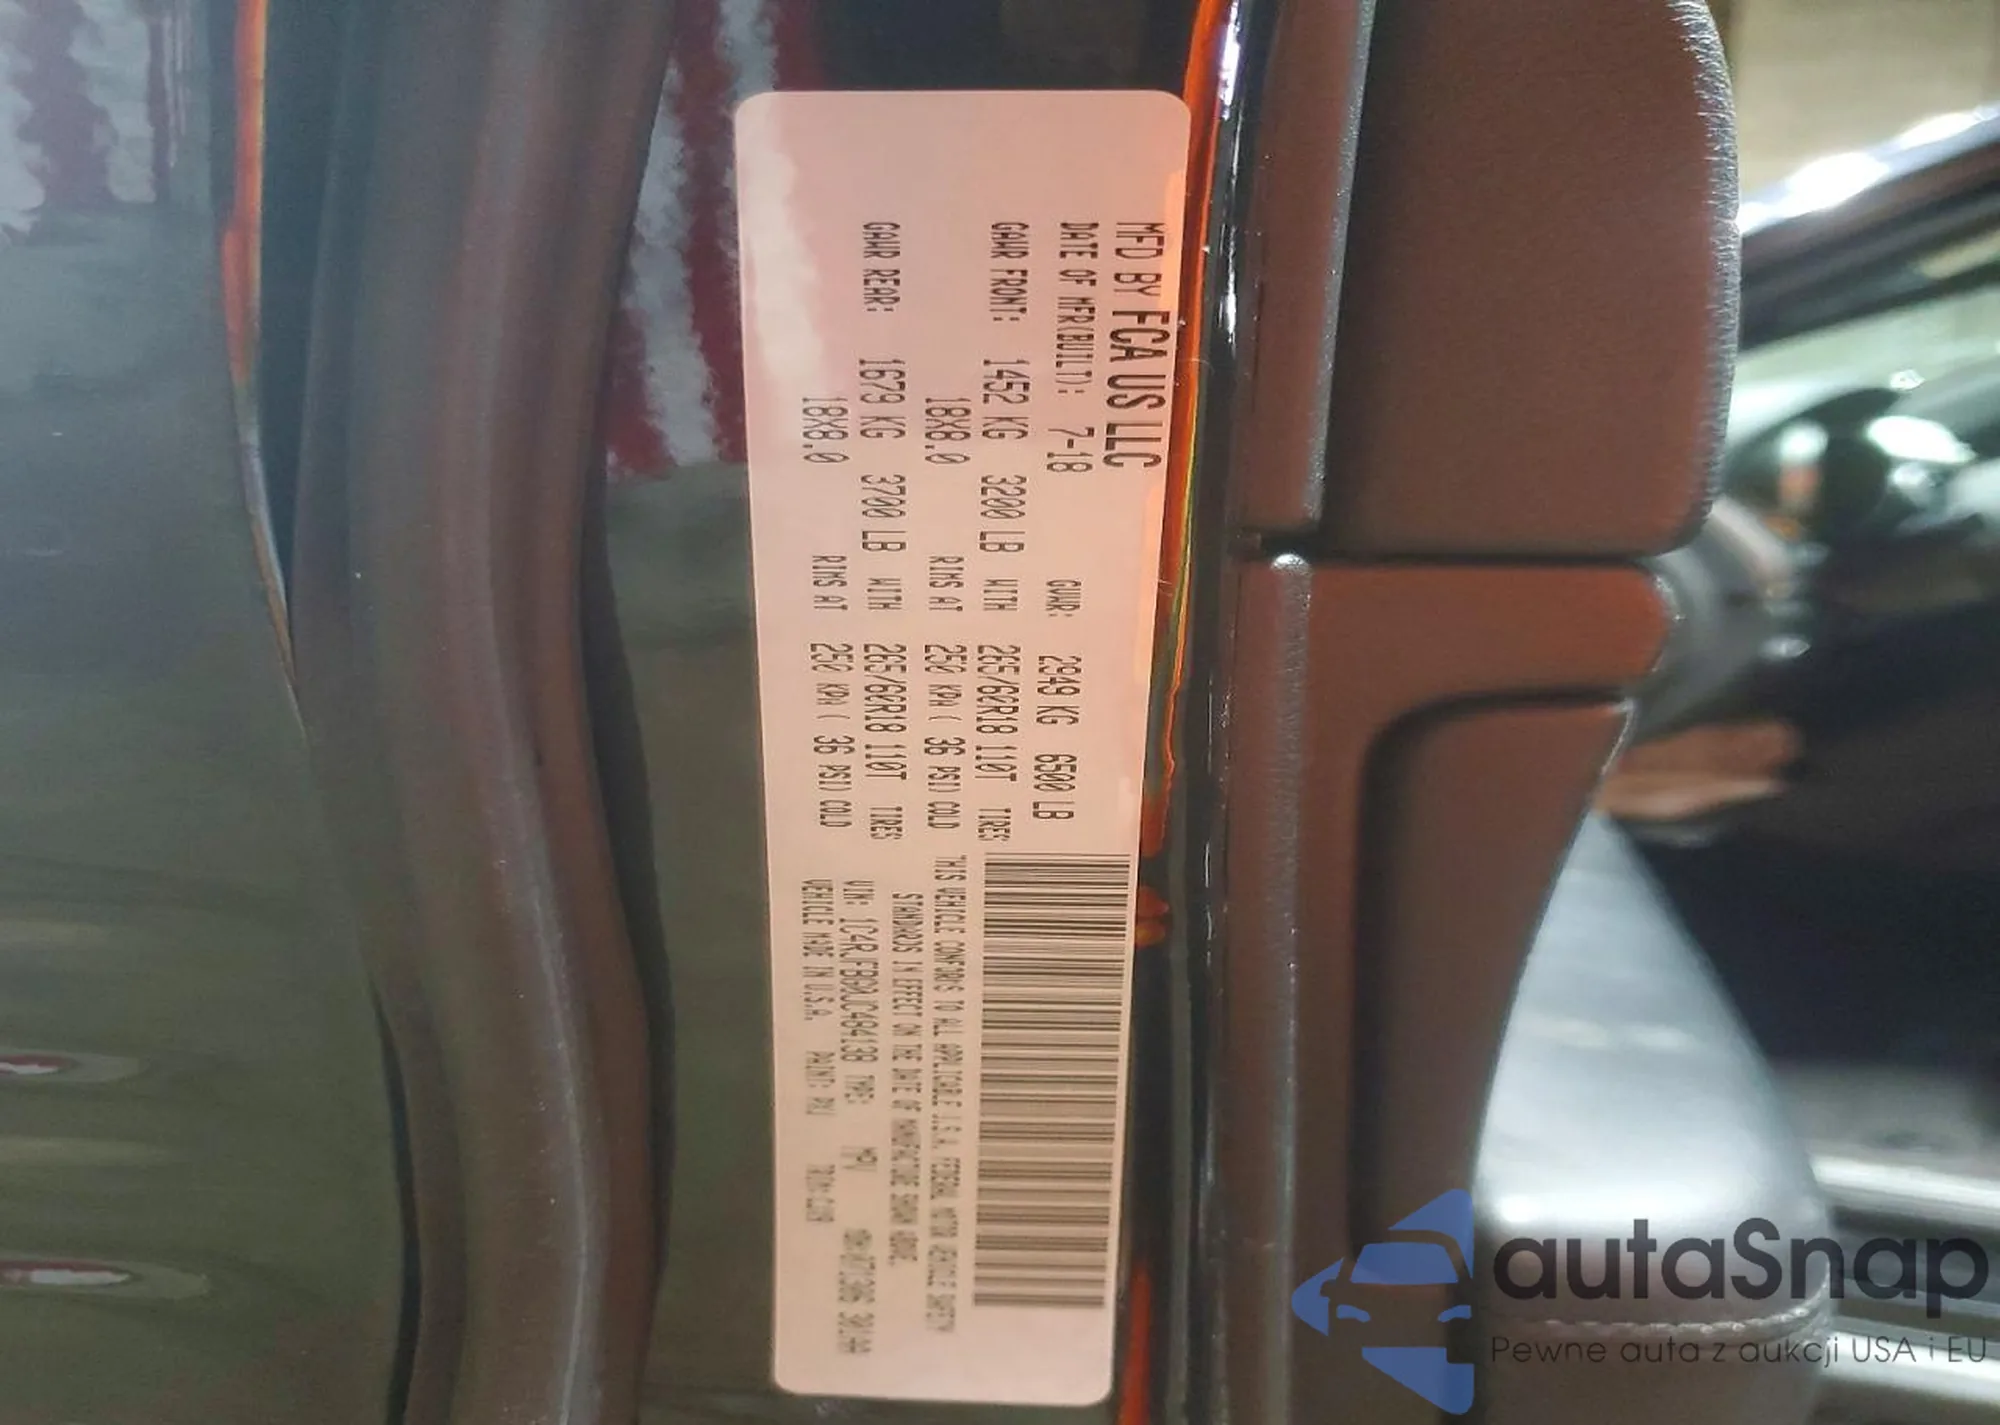 MFD BY FCA US LLC
DATE OF MFR(BUILT): 7-18 GVWR: 2949 KG 6500 LB
GAWR FRONT: 1452 KG 3200 LB WITH 265/60R18 110T TIRES
18X8.0 RIMS AT 250 KPA ( 36 PSI) COLD
GAWR REAR: 1679 KG 3700 LB WITH 265/60R18 110T TIRES
18X8.0 RIMS AT 250 KPA ( 36 PSI) COLD
THIS VEHICLE CONFORMS TO ALL APPLICABLE U.S.A. FEDERAL MOTOR VEHICLE SAFETY
STANDARDS IN EFFECT ON THE DATE OF MANUFACTURE SHOWN ABOVE.
VIN: 1C4RJFBG0JC484138 TYPE: MPV
VEHICLE MADE IN U.S.A. PAINT: PXJ
autaSnap
Pewne auta z aukcji USA i EU